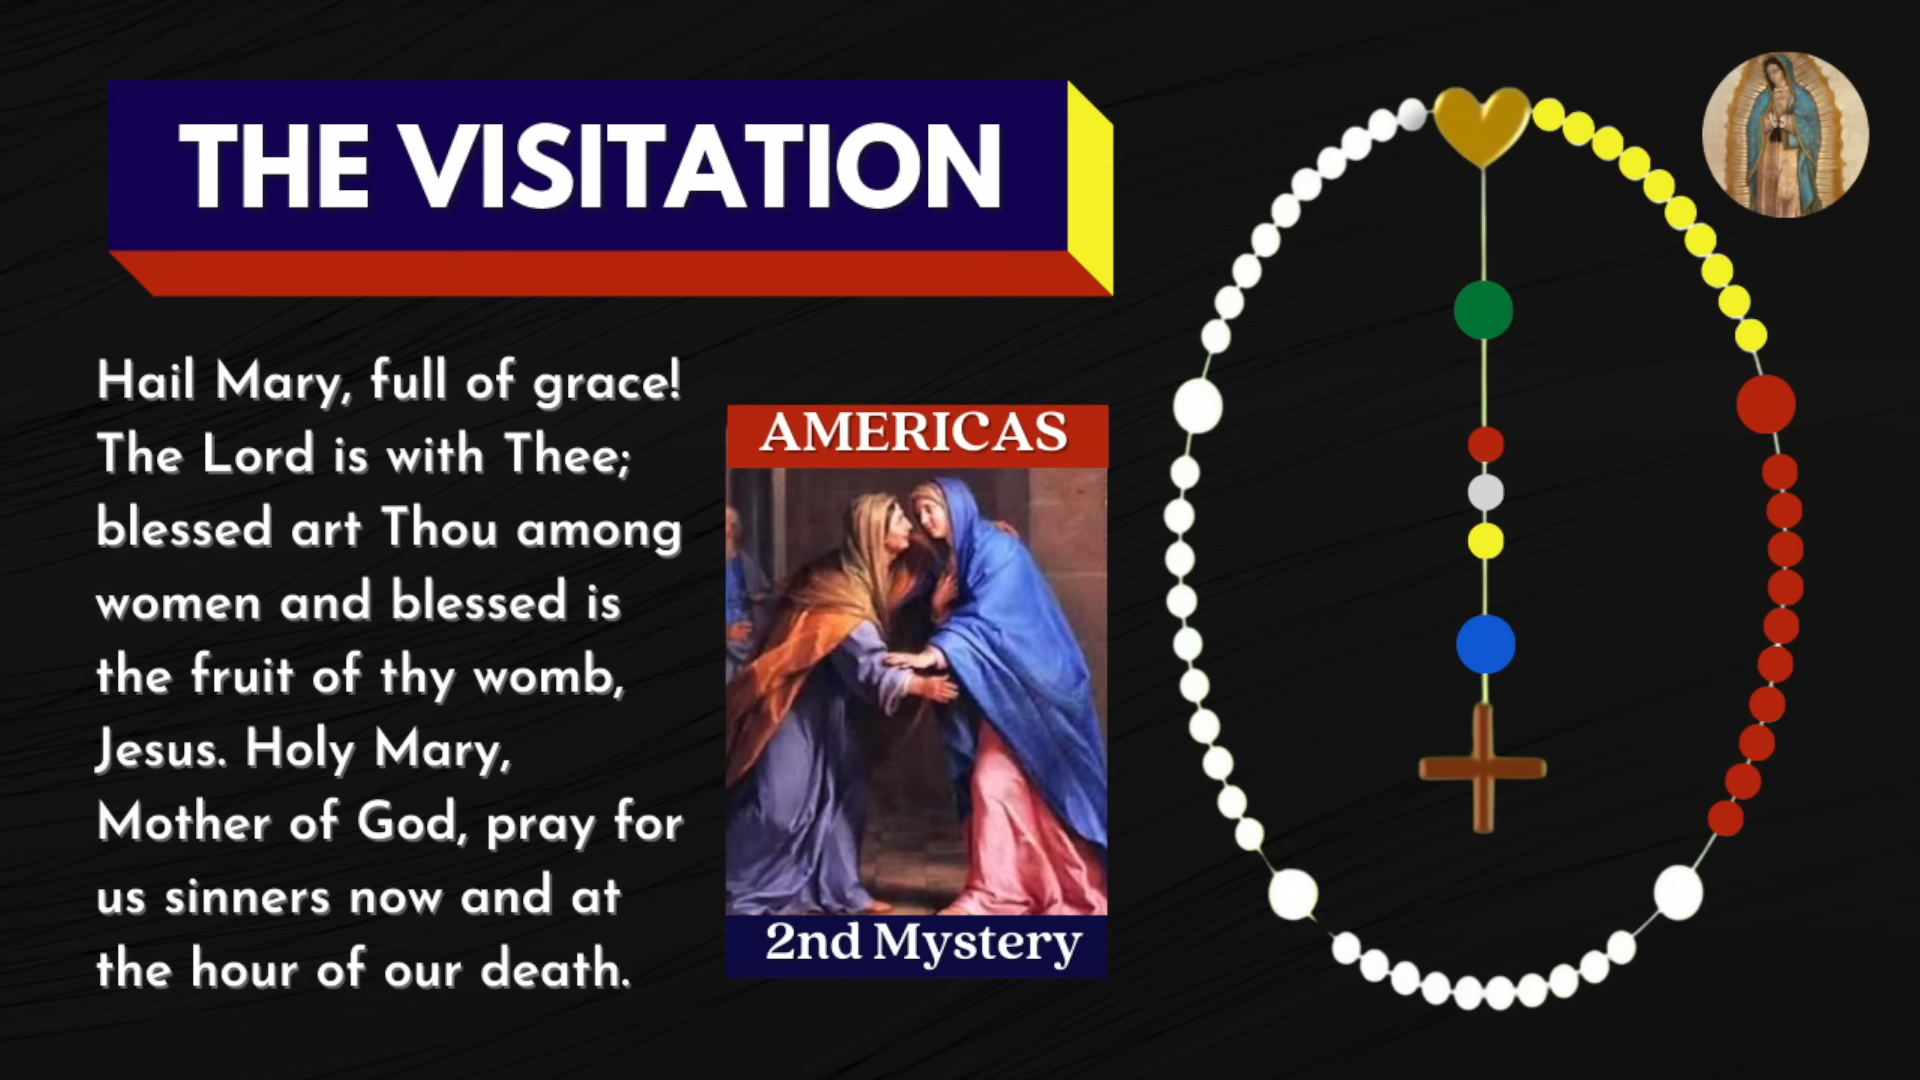 THE VISITATION
Hail Mary, full of grace!
The Lord is with Thee;
blessed art Thou among
women and blessed is
the fruit of thy womb,
Jesus. Holy Mary,
Mother of God, pray for
us sinners now and at
the hour of our death.
AMERICAS
2nd Mystery